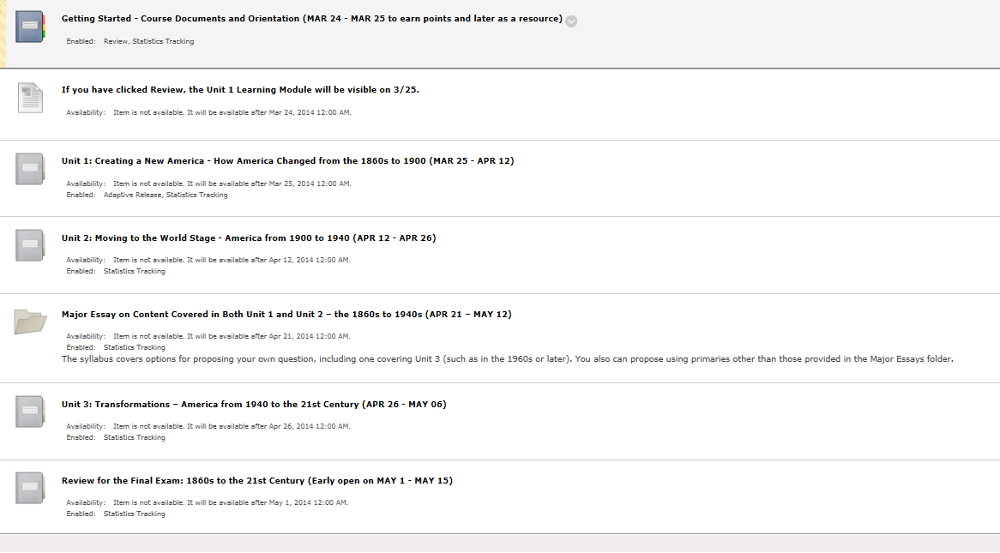 Getting Started - Course Documents and Orientation (MAR 24 - MAR 25 to earn points and later as a resource)
Enabled: Review, Statistics Tracking
If you have clicked Review, the Unit 1 Learning Module will be visible on 3/25.
Availability: Item is not available. It will be available after Mar 24, 2014 12:00 AM.
Unit 1: Creating a New America - How America Changed from the 1860s to 1900 (MAR 25 - APR 12)
Availability: Item is not available. It will be available after Mar 25, 2014 12:00 AM.
Enabled: Adaptive Release, Statistics Tracking
Unit 2: Moving to the World Stage - America from 1900 to 1940 (APR 12 - APR 26)
Availability: Item is not available. It will be available after Apr 12, 2014 12:00 AM.
Enabled: Statistics Tracking
Major Essay on Content Covered in Both Unit 1 and Unit 2 – the 1860s to 1940s (APR 21 – MAY 12)
Availability: Item is not available. It will be available after Apr 21, 2014 12:00 AM.
Enabled: Statistics Tracking
The syllabus covers options for proposing your own question, including one covering Unit 3 (such as in the 1960s or later). You also can propose using primaries other than those provided in the Major Essays folder.
Unit 3: Transformations – America from 1940 to the 21st Century (APR 26 - MAY 06)
Availability: Item is not available. It will be available after Apr 26, 2014 12:00 AM.
Enabled: Statistics Tracking
Review for the Final Exam: 1860s to the 21st Century (Early open on MAY 1 - MAY 15)
Availability: Item is not available. It will be available after May 1, 2014 12:00 AM.
Enabled: Statistics Tracking